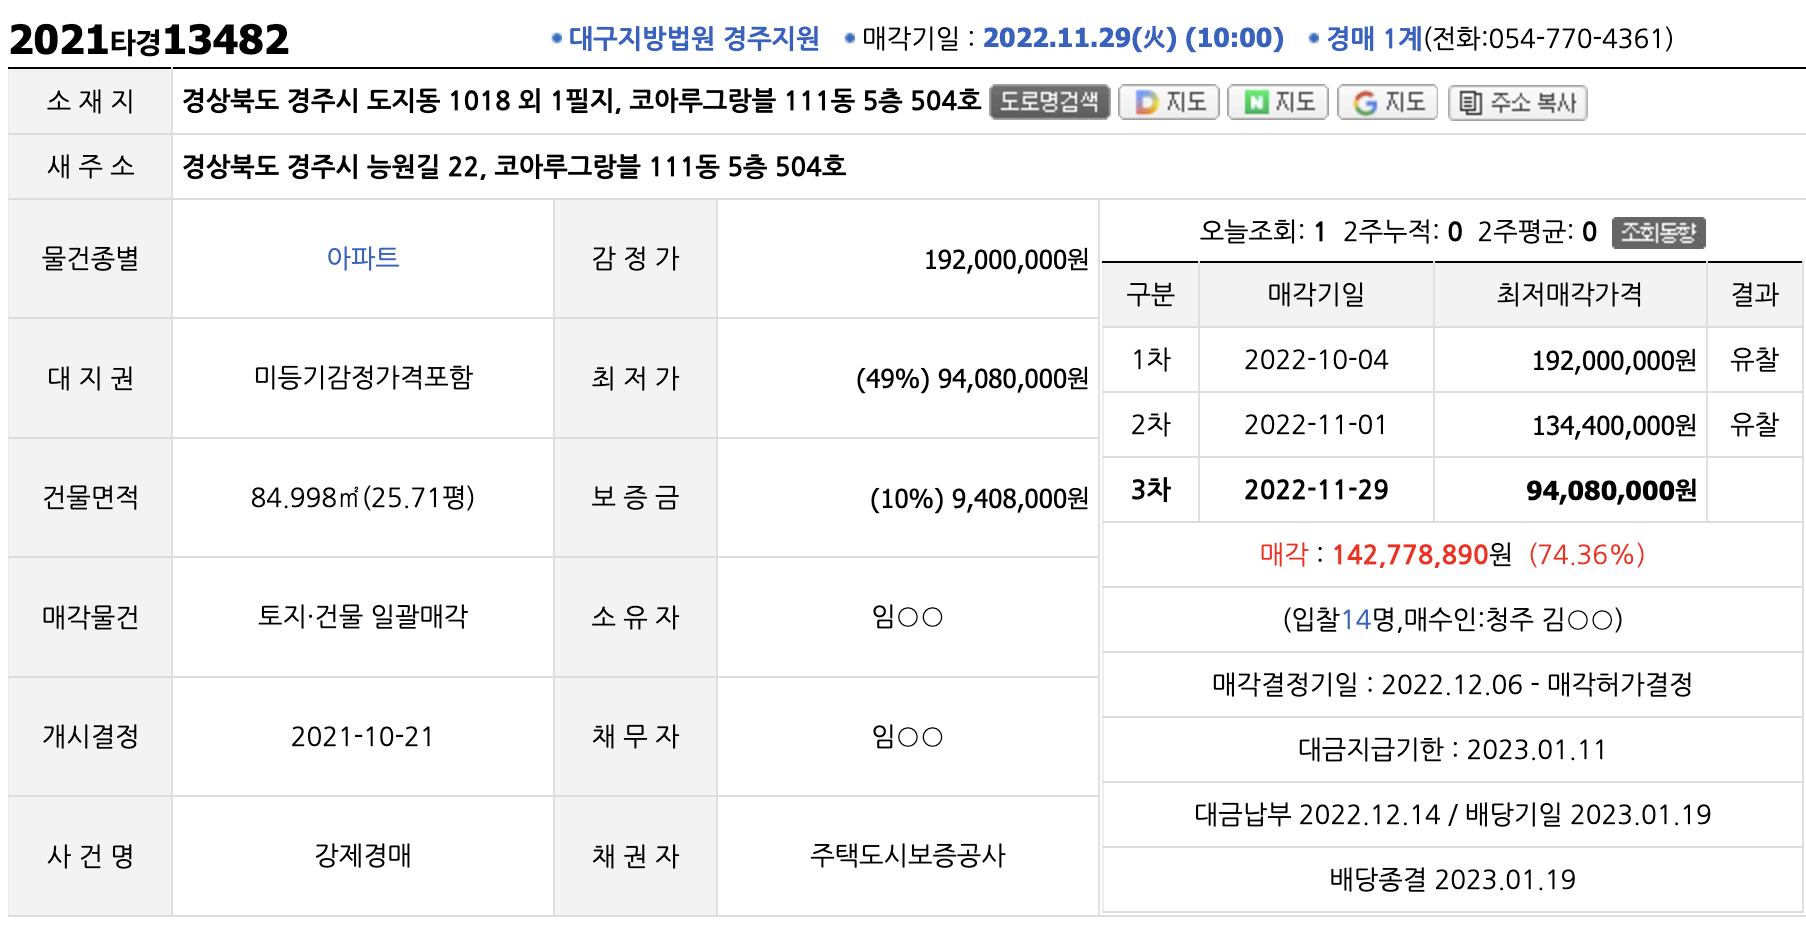 2021타경13482 • 대구지방법원 경주지원 • 매각기일 : 2022.11.29(火) (10:00) • 경매 1계(전화:054-770-4361)
소 재 지 경상북도 경주시 도지동 1018 외 1필지, 코아루그랑블 111동 5층 504호 도로명검색 D 지도 N 지도 G 지도 주소 복사
새 주 소 경상북도 경주시 능원길 22, 코아루그랑블 111동 5층 504호
물건종별 아파트 감 정 가 192,000,000원
대 지 권 미등기감정가격포함 최 저 가 (49%) 94,080,000원
건물면적 84.998㎡(25.71평) 보 증 금 (10%) 9,408,000원
매각물건 토지·건물 일괄매각 소 유 자 임○○
개시결정 2021-10-21 채 무 자 임○○
사 건 명 강제경매 채 권 자 주택도시보증공사
오늘조회: 1 2주누적: 0 2주평균: 0 조회동향
구분 매각기일 최저매각가격 결과
1차 2022-10-04 192,000,000원 유찰
2차 2022-11-01 134,400,000원 유찰
3차 2022-11-29 94,080,000원
매각 : 142,778,890원 (74.36%)
(입찰14명,매수인:청주 김○○)
매각결정기일 : 2022.12.06 - 매각허가결정
대금지급기한 : 2023.01.11
대금납부 2022.12.14 / 배당기일 2023.01.19
배당종결 2023.01.19